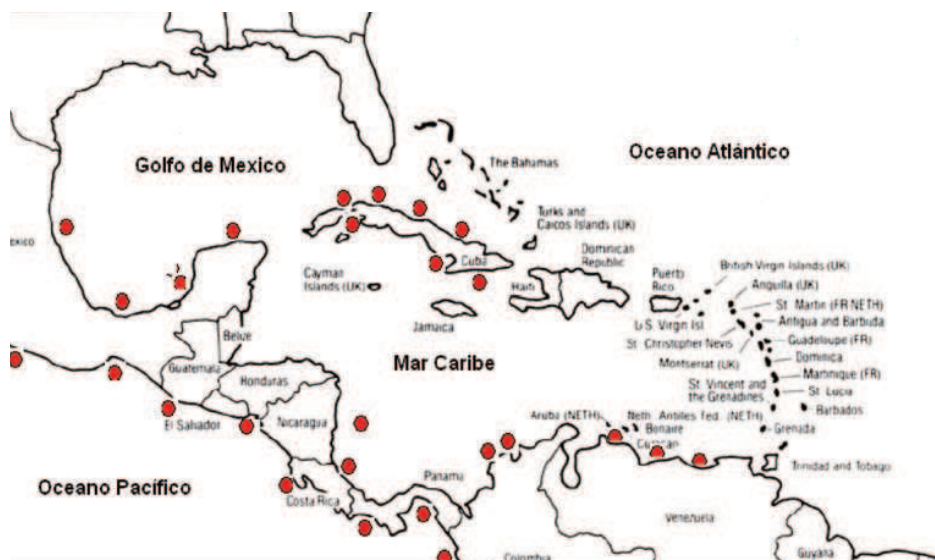 Golfo de Mexico
Oceano Atlántico
The Bahamas
Turks and
Caicos Islands (UK)
exico
Cuba
Dominican
Republic
Cayman
Islands (UK)
Haiti
Puerto
Rico
British Virgin Islands (UK)
Anguilla (UK)
St Martin (FR NETH)
Jamaica
U.S. Virgin Isl
Antigua and Barbuda
Belize
St Christopher Nevis
Guadeloupe (FR)
Mar Caribe
Montserrat (UK)
Dominica
Guatemala
Martinique (FR)
Honduras
St Vincent and
the Grenadines
St Lucia
Aruba (NETH)
Neth Antilles Fed. (NETH)
Barbados
El Salvador
Nicaragua
Bonaire
Grenada
Trinidad and Tobago
Oceano Pacífico
Panama
Costa Rica
Venezuela
Colombia
Guyana